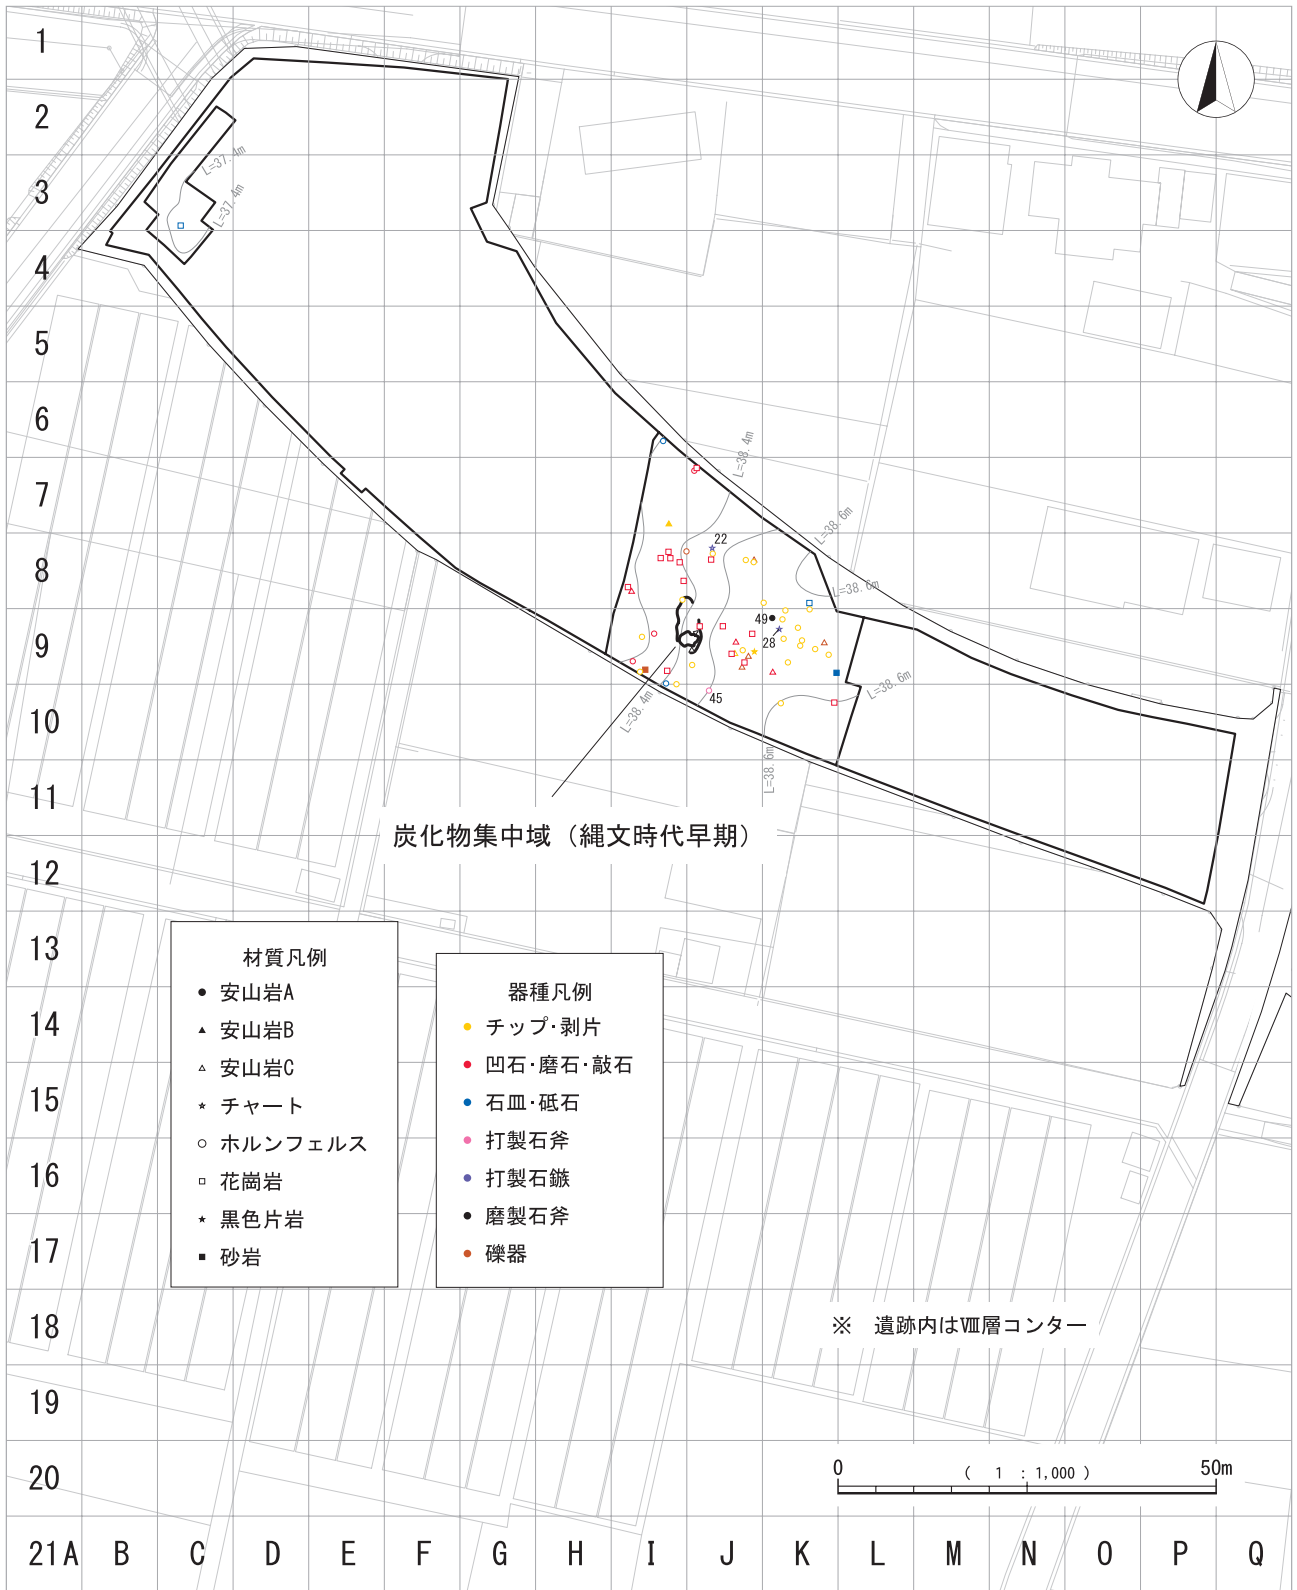 1
2
3
4
5
6
7
8
9
10
11
12
13
14
15
16
17
18
19
20
21 A B C D E F G H I J K L M N O P Q
L=37.4m
L=37.4m
L=38.4m
L=38.6m
L=38.6m
L=38.6m
L=38.4m
L=38.6m
22
49
28
45
炭化物集中域（縄文時代早期）
材質凡例
安山岩A
安山岩B
安山岩C
チャート
ホルンフェルス
花崗岩
黒色片岩
砂岩
器種凡例
チップ・剥片
凹石・磨石・敲石
石皿・砥石
打製石斧
打製石鏃
磨製石斧
礫器
※　遺跡内はⅧ層コンター
0 ( 1 : 1,000 ) 50m